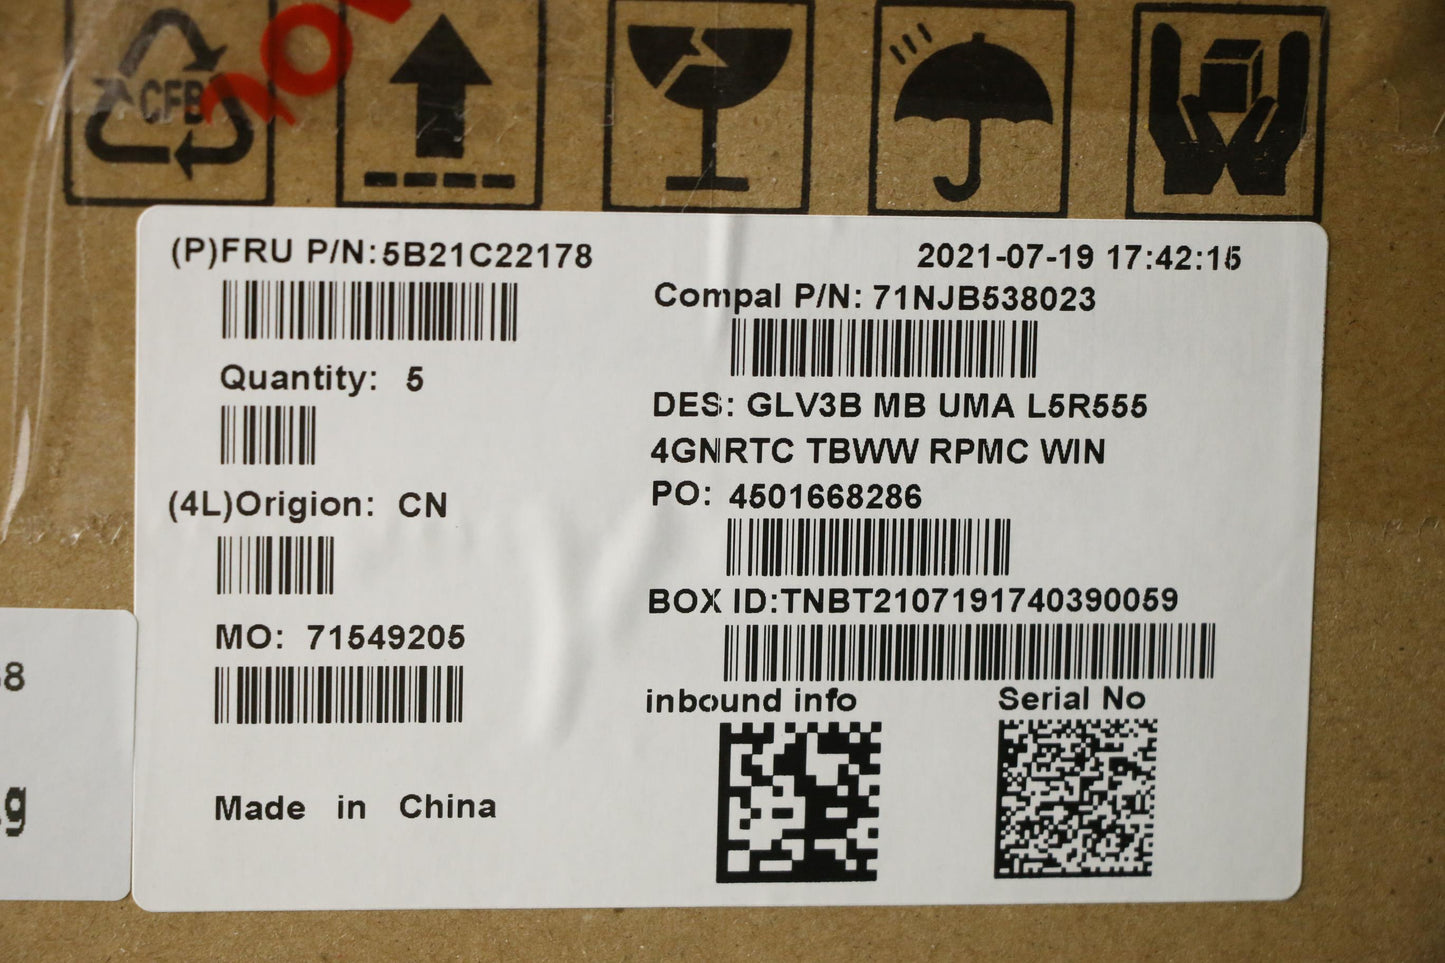 CFB
(P)FRU P/N:5B21C22178
2021-07-19 17:42:15
Compal P/N: 71NJB538023
Quantity: 5
DES: GLV3B MB UMA L5R555
4GNRTC TBWW RPMC WIN
(4L)Origion: CN
PO: 4501668286
BOX ID:TNBT2107191740390059
MO: 71549205
inbound info
Serial No
Made in China
8
g